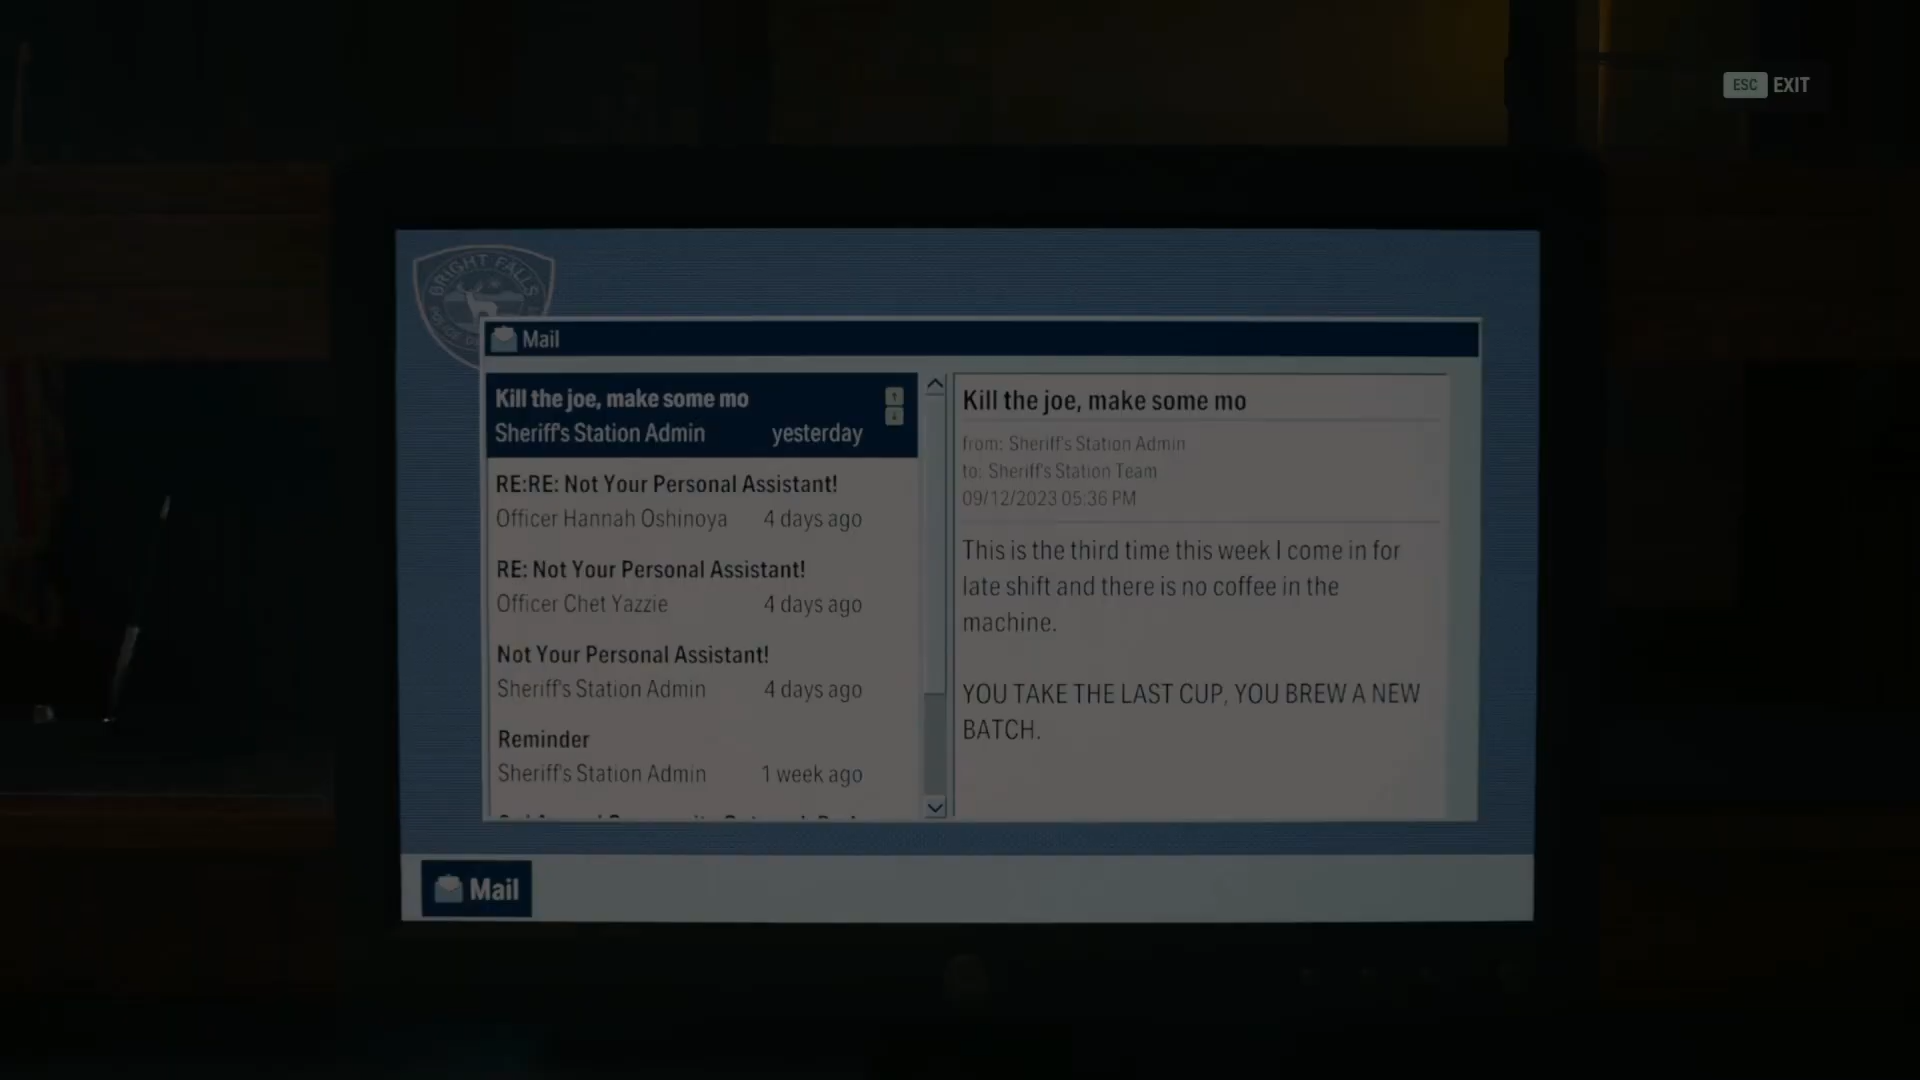 ESC EXIT
BRIGHT FALLS
Mail
Kill the joe, make some mo
Sheriff's Station Admin yesterday
RE:RE: Not Your Personal Assistant!
Officer Hannah Oshinoya 4 days ago
RE: Not Your Personal Assistant!
Officer Chet Yazzie 4 days ago
Not Your Personal Assistant!
Sheriff's Station Admin 4 days ago
Reminder
Sheriff's Station Admin 1 week ago
Kill the joe, make some mo
from: Sheriff's Station Admin
to: Sheriff's Station Team
09/12/2023 05:36 PM
This is the third time this week I come in for
late shift and there is no coffee in the
machine.
YOU TAKE THE LAST CUP, YOU BREW A NEW
BATCH.
Mail